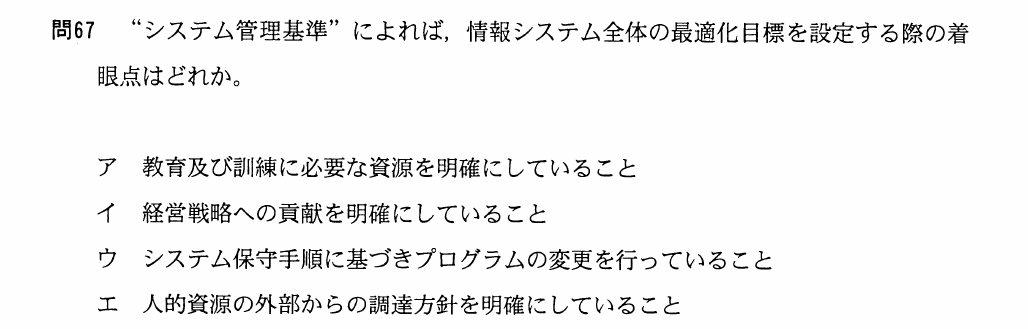 問67 “システム管理基準”によれば，情報システム全体の最適化目標を設定する際の着
眼点はどれか。
ア 教育及び訓練に必要な資源を明確にしていること
イ 経営戦略への貢献を明確にしていること
ウ システム保守手順に基づきプログラムの変更を行っていること
エ 人的資源の外部からの調達方針を明確にしていること